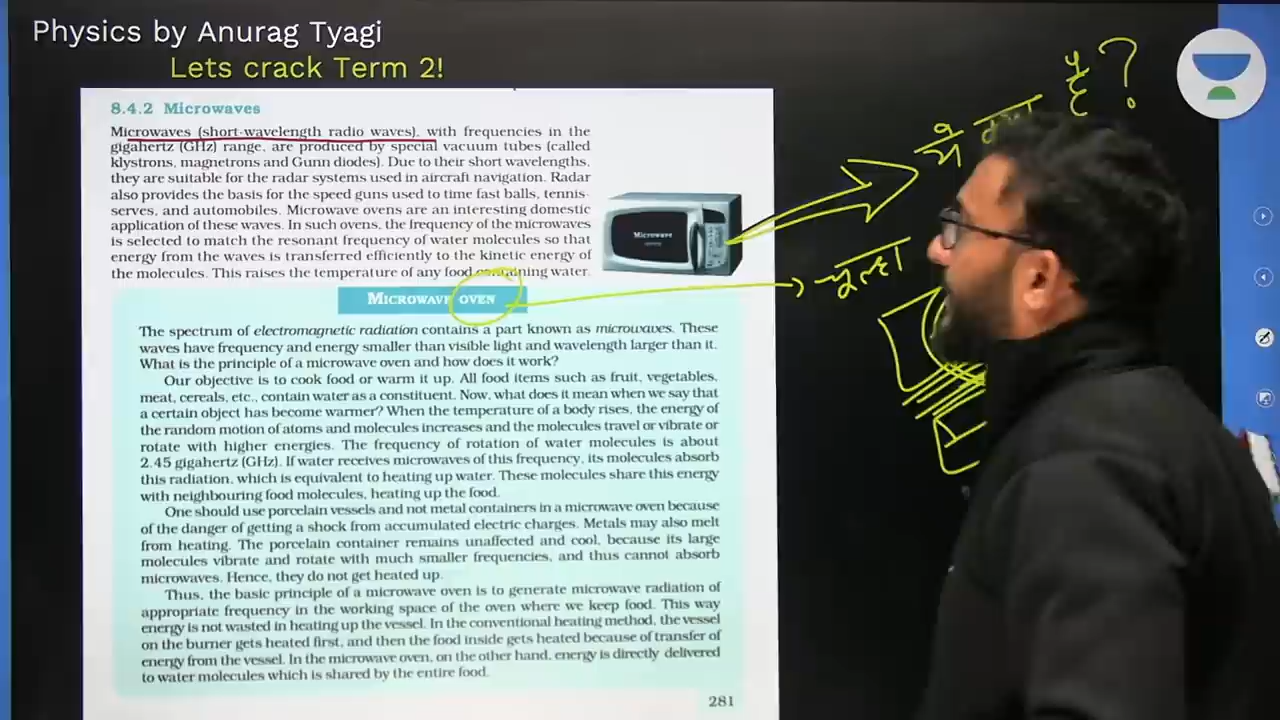 Physics by Anurag Tyagi
Lets crack Term 2!
8.4.2 Microwaves
Microwaves (short-wavelength radio waves), with frequencies in the
gigahertz (GHz) range, are produced by special vacuum tubes (called
klystrons, magnetrons and Gunn diodes). Due to their short wavelengths,
they are suitable for the radar systems used in aircraft navigation. Radar
also provides the basis for the speed guns used to time fast balls, tennis-
serves, and automobiles. Microwave ovens are an interesting domestic
application of these waves. In such ovens, the frequency of the microwaves
is selected to match the resonant frequency of water molecules so that
energy from the waves is transferred efficiently to the kinetic energy of
the molecules. This raises the temperature of any food containing water.
Microwave
MICROWAVE OVEN
The spectrum of electromagnetic radiation contains a part known as microwaves. These
waves have frequency and energy smaller than visible light and wavelength larger than it.
What is the principle of a microwave oven and how does it work?
Our objective is to cook food or warm it up. All food items such as fruit, vegetables,
meat, cereals, etc., contain water as a constituent. Now, what does it mean when we say that
a certain object has become warmer? When the temperature of a body rises, the energy of
the random motion of atoms and molecules increases and the molecules travel or vibrate or
rotate with higher energies. The frequency of rotation of water molecules is about
2.45 gigahertz (GHz). If water receives microwaves of this frequency, its molecules absorb
this radiation, which is equivalent to heating up water. These molecules share this energy
with neighbouring food molecules, heating up the food.
One should use porcelain vessels and not metal containers in a microwave oven because
of the danger of getting a shock from accumulated electric charges. Metals may also melt
from heating. The porcelain container remains unaffected and cool, because its large
molecules vibrate and rotate with much smaller frequencies, and thus cannot absorb
microwaves. Hence, they do not get heated up.
Thus, the basic principle of a microwave oven is to generate microwave radiation of
appropriate frequency in the working space of the oven where we keep food. This way
energy is not wasted in heating up the vessel. In the conventional heating method, the vessel
on the burner gets heated first, and then the food inside gets heated because of transfer of
energy from the vessel. In the microwave oven, on the other hand, energy is directly delivered
to water molecules which is shared by the entire food.
281
ये है ?
चूल्हा